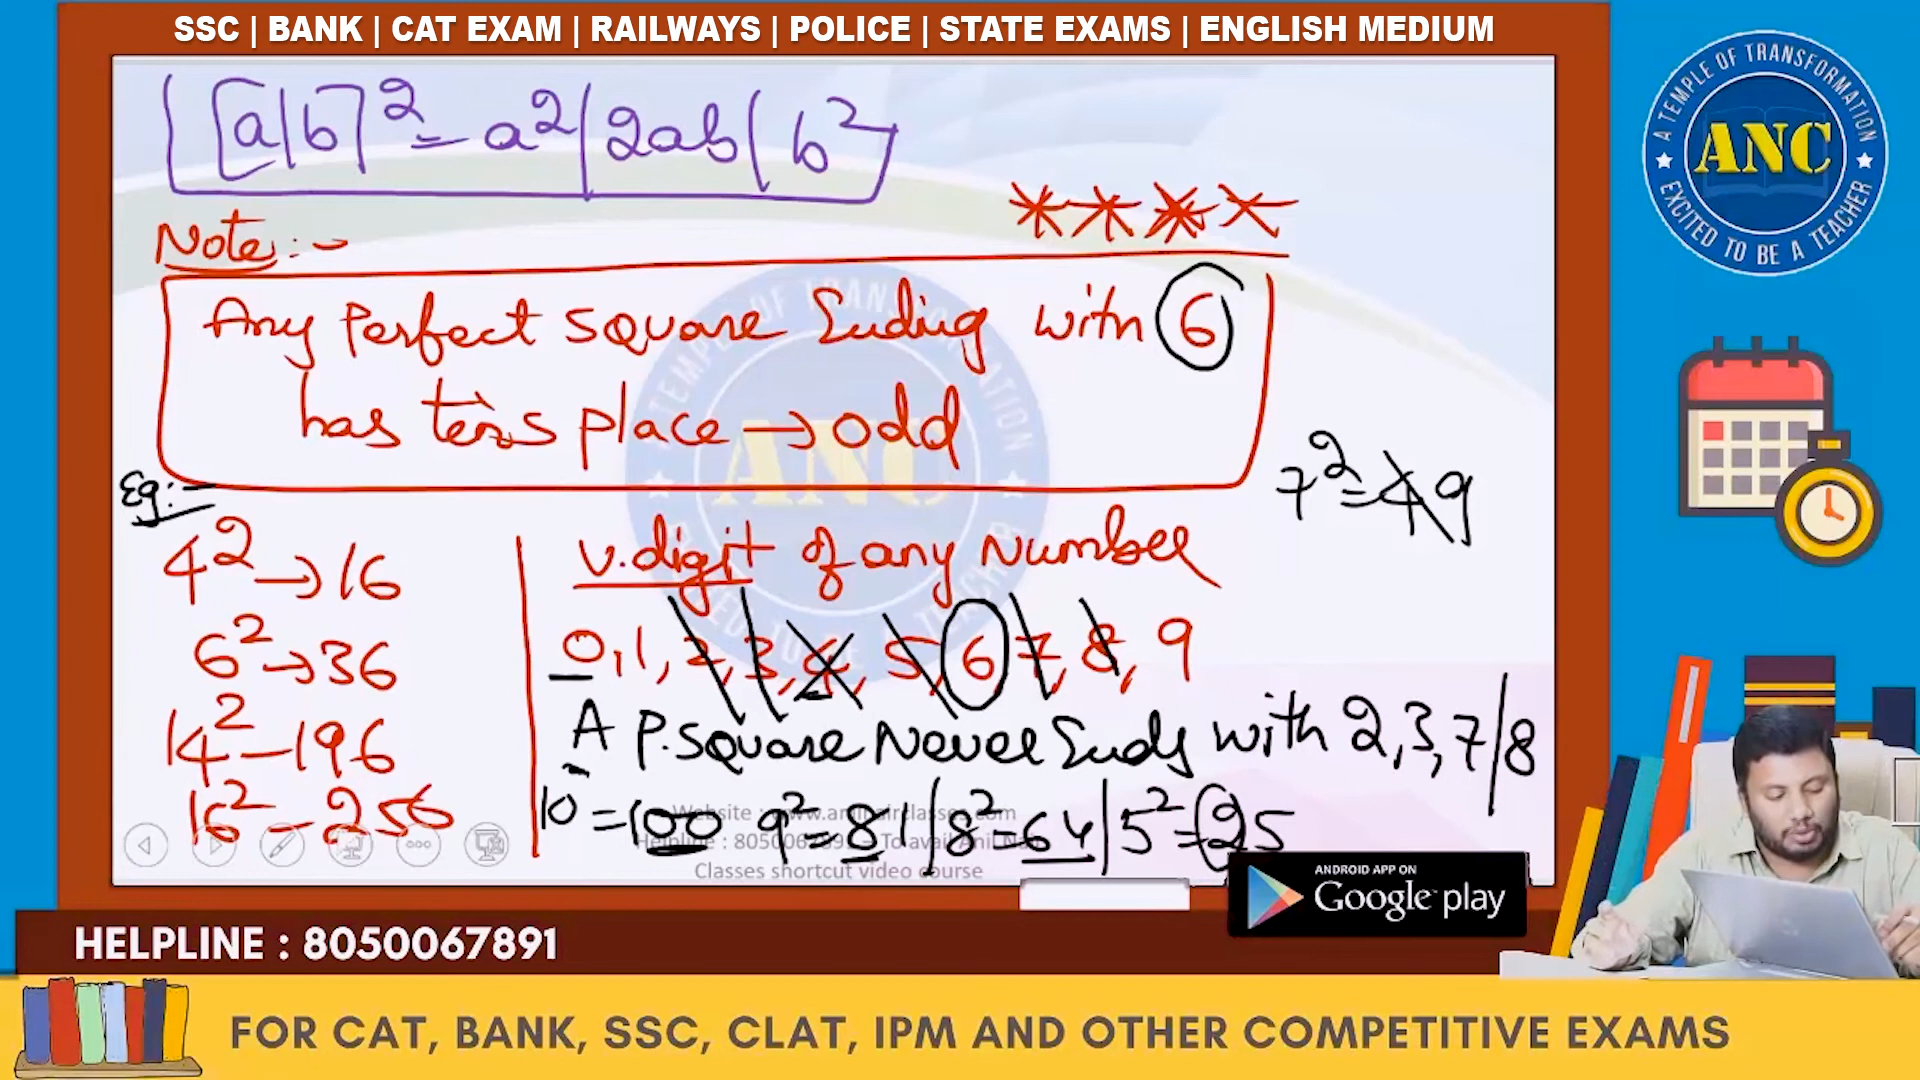 SSC | BANK | CAT EXAM | RAILWAYS | POLICE | STATE EXAMS | ENGLISH MEDIUM
[a|b]² = a² | 2ab | b²
Note:-
Any Perfect Square Ending with 6
has ten's place → odd
7² = 49
Eg:-
4² → 16
6² → 36
14² - 196
16² - 256
U.digit of any Number
0, 1, 2, 3, 4, 5, 6, 7, 8, 9
A P.Square Never Ends with 2, 3, 7/8
10² = 100 9² = 81 | 8² = 64 | 5² = 25
Classes shortcut video course
A TEMPLE OF TRANSFORMATION
ANC
EXCITED TO BE A TEACHER
ANDROID APP ON
Google play
HELPLINE : 8050067891
FOR CAT, BANK, SSC, CLAT, IPM AND OTHER COMPETITIVE EXAMS